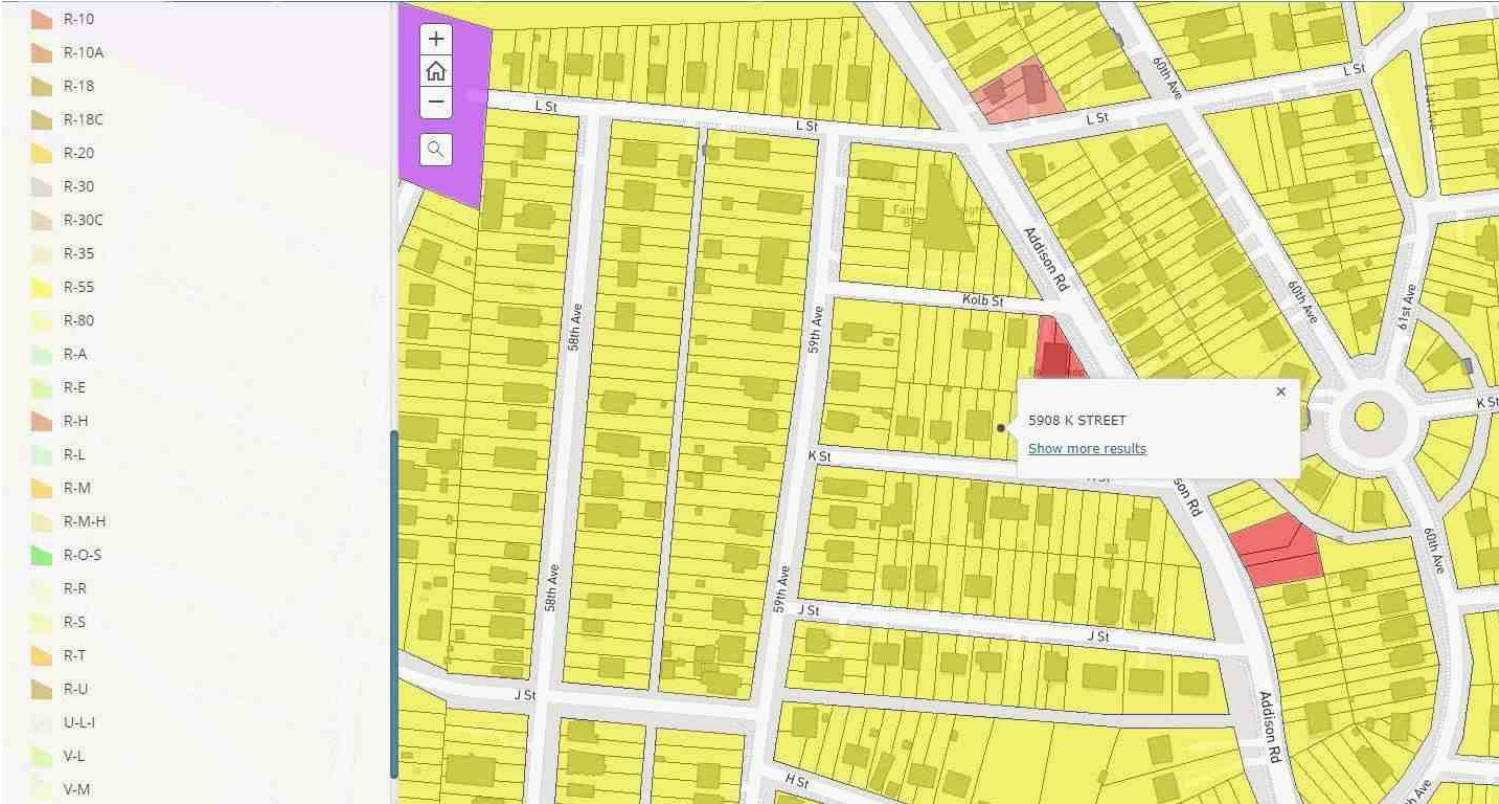 R-10
R-10A
R-18
R-18C
R-20
R-30
R-30C
R-35
R-55
R-80
R-A
R-E
R-H
R-L
R-M
R-M-H
R-O-S
R-R
R-S
R-T
R-U
U-L-I
V-L
V-M
+
−
L St
L St
L St
L St
60th Ave
Addison Rd
Kolb St
58th Ave
59th Ave
60th Ave
61st Ave
×
5908 K STREET
Show more results
K St
K St
son Rd
58th Ave
59th Ave
60th Ave
J St
J St
J St
Addison Rd
H St